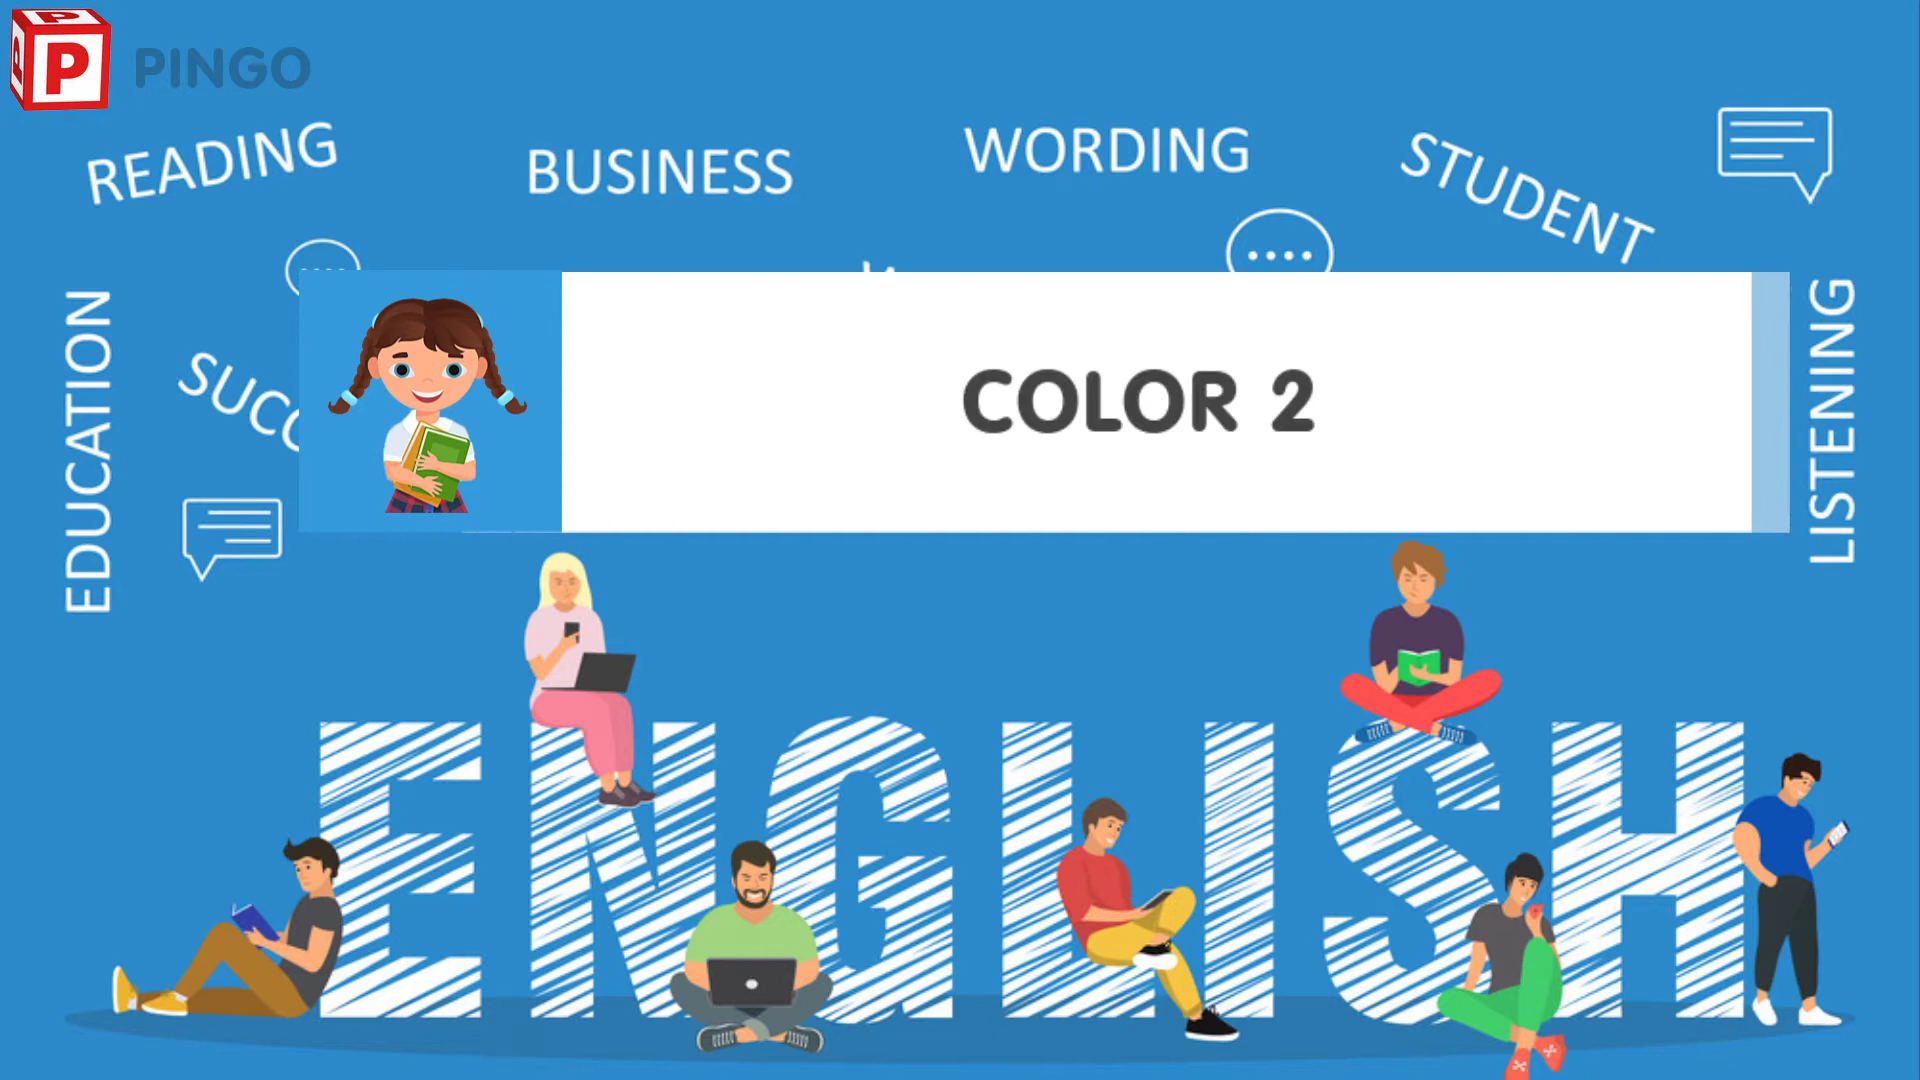 P
PINGO
READING
BUSINESS
WORDING
STUDENT
EDUCATION
COLOR 2
LISTENING
ENGLISH